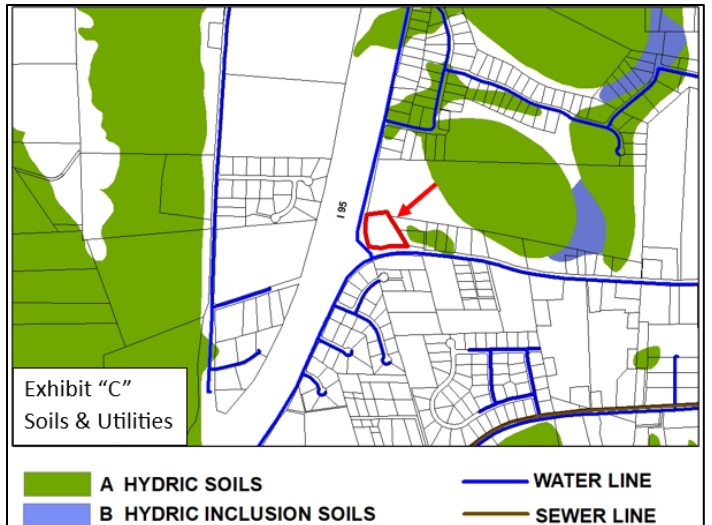 I 95
Exhibit “C”
Soils & Utilities
A HYDRIC SOILS
WATER LINE
B HYDRIC INCLUSION SOILS
SEWER LINE